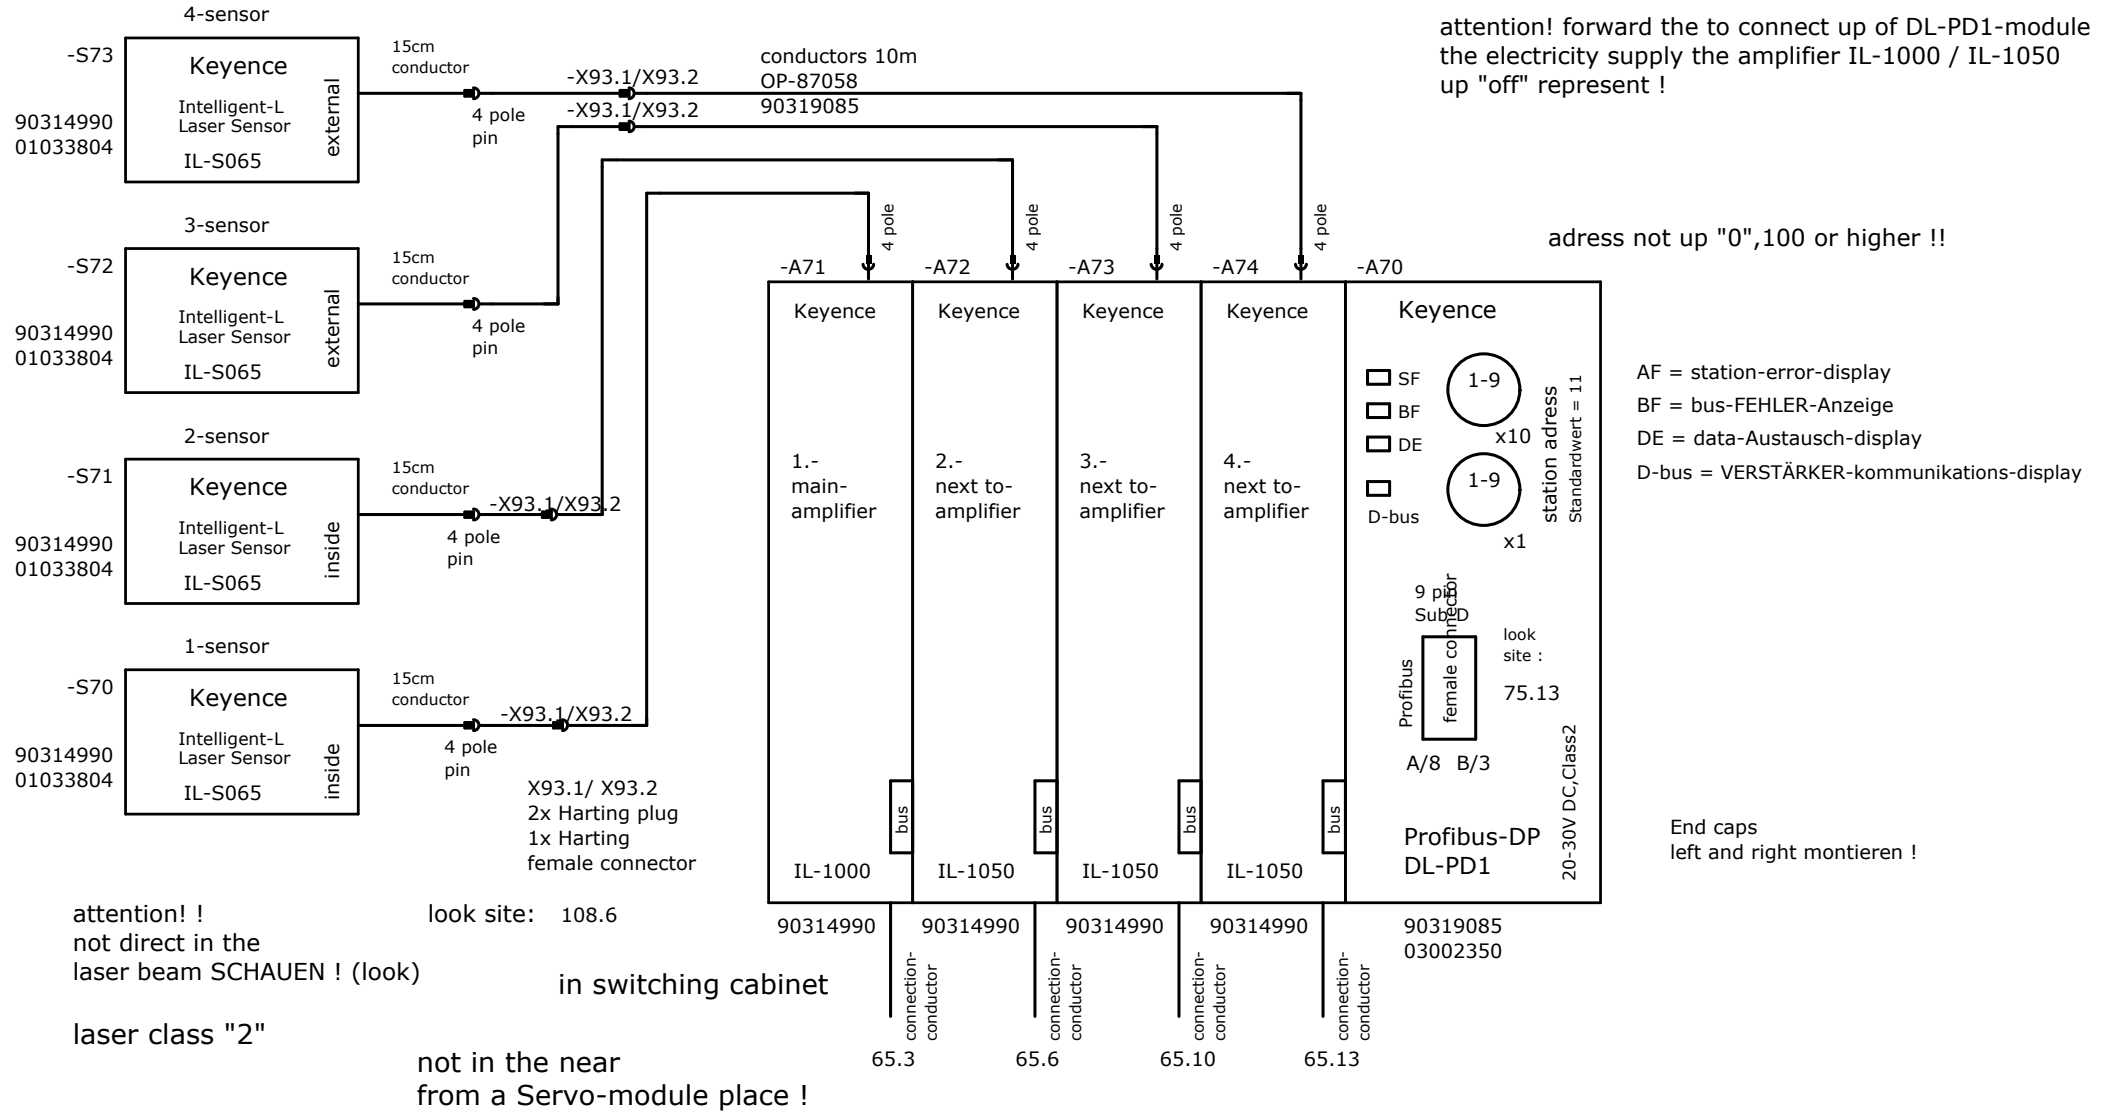 4-sensor
-S73
Keyence
Intelligent-L
Laser Sensor
IL-S065
external
90314990
01033804
15cm
conductor
4 pole
pin
-X93.1/X93.2
-X93.1/X93.2
conductors 10m
OP-87058
90319085
attention! forward the to connect up of DL-PD1-module
the electricity supply the amplifier IL-1000 / IL-1050
up "off" represent !
3-sensor
-S72
Keyence
Intelligent-L
Laser Sensor
IL-S065
external
90314990
01033804
15cm
conductor
4 pole
pin
4 pole
4 pole
4 pole
4 pole
adress not up "0",100 or higher !!
2-sensor
-S71
Keyence
Intelligent-L
Laser Sensor
IL-S065
inside
90314990
01033804
15cm
conductor
4 pole
pin
-X93.1/X93.2
1-sensor
-S70
Keyence
Intelligent-L
Laser Sensor
IL-S065
inside
90314990
01033804
15cm
conductor
4 pole
pin
-X93.1/X93.2
X93.1/ X93.2
2x Harting plug
1x Harting
female connector
look site: 108.6
-A71
Keyence
1.-
main-
amplifier
bus
IL-1000
90314990
connection-
conductor
65.3
-A72
Keyence
2.-
next to-
amplifier
bus
IL-1050
90314990
connection-
conductor
65.6
-A73
Keyence
3.-
next to-
amplifier
bus
IL-1050
90314990
connection-
conductor
65.10
-A74
Keyence
4.-
next to-
amplifier
bus
IL-1050
90314990
connection-
conductor
65.13
-A70
Keyence
SF
BF
DE
D-bus
1-9
x10
1-9
x1
station adress
Standardwert = 11
9 pin
Sub-D
female connector
Profibus
look
site :
75.13
A/8 B/3
20-30V DC,Class2
Profibus-DP
DL-PD1
90319085
03002350
AF = station-error-display
BF = bus-FEHLER-Anzeige
DE = data-Austausch-display
D-bus = VERSTÄRKER-kommunikations-display
End caps
left and right montieren !
attention! !
not direct in the
laser beam SCHAUEN ! (look)
laser class "2"
in switching cabinet
not in the near
from a Servo-module place !